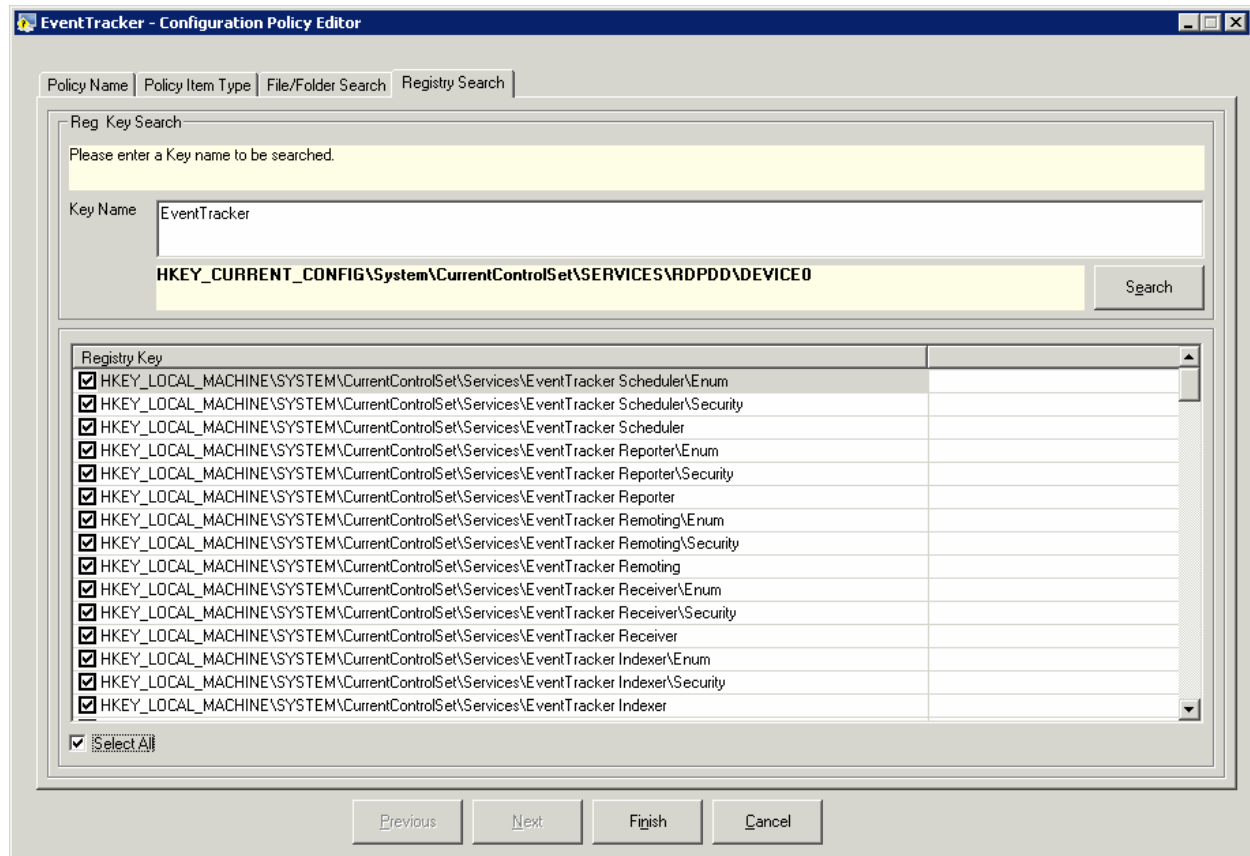 EventTracker - Configuration Policy Editor
Policy Name Policy Item Type File/Folder Search Registry Search
Reg Key Search
Please enter a Key name to be searched.
Key Name EventTracker
HKEY_CURRENT_CONFIG\System\CurrentControlSet\SERVICES\RDPDD\DEVICE0
Search
Registry Key
HKEY_LOCAL_MACHINE\SYSTEM\CurrentControlSet\Services\EventTracker Scheduler\Enum
HKEY_LOCAL_MACHINE\SYSTEM\CurrentControlSet\Services\EventTracker Scheduler\Security
HKEY_LOCAL_MACHINE\SYSTEM\CurrentControlSet\Services\EventTracker Scheduler
HKEY_LOCAL_MACHINE\SYSTEM\CurrentControlSet\Services\EventTracker Reporter\Enum
HKEY_LOCAL_MACHINE\SYSTEM\CurrentControlSet\Services\EventTracker Reporter\Security
HKEY_LOCAL_MACHINE\SYSTEM\CurrentControlSet\Services\EventTracker Reporter
HKEY_LOCAL_MACHINE\SYSTEM\CurrentControlSet\Services\EventTracker Remoting\Enum
HKEY_LOCAL_MACHINE\SYSTEM\CurrentControlSet\Services\EventTracker Remoting\Security
HKEY_LOCAL_MACHINE\SYSTEM\CurrentControlSet\Services\EventTracker Remoting
HKEY_LOCAL_MACHINE\SYSTEM\CurrentControlSet\Services\EventTracker Receiver\Enum
HKEY_LOCAL_MACHINE\SYSTEM\CurrentControlSet\Services\EventTracker Receiver\Security
HKEY_LOCAL_MACHINE\SYSTEM\CurrentControlSet\Services\EventTracker Receiver
HKEY_LOCAL_MACHINE\SYSTEM\CurrentControlSet\Services\EventTracker Indexer\Enum
HKEY_LOCAL_MACHINE\SYSTEM\CurrentControlSet\Services\EventTracker Indexer\Security
HKEY_LOCAL_MACHINE\SYSTEM\CurrentControlSet\Services\EventTracker Indexer
Select All
Previous Next Finish Cancel